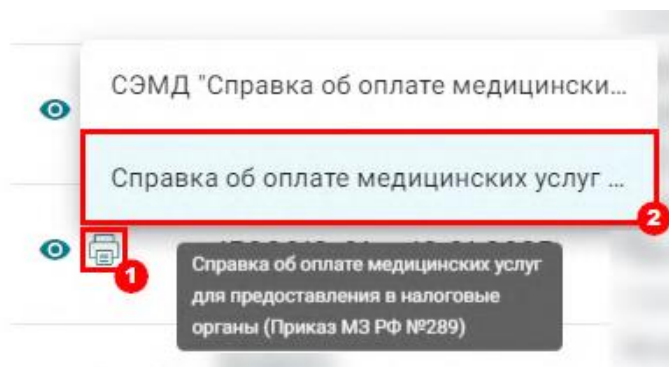 СЭМД "Справка об оплате медицински...
Справка об оплате медицинских услуг ...
2
1
Справка об оплате медицинских услуг
для предоставления в налоговые
органы (Приказ МЗ РФ №289)